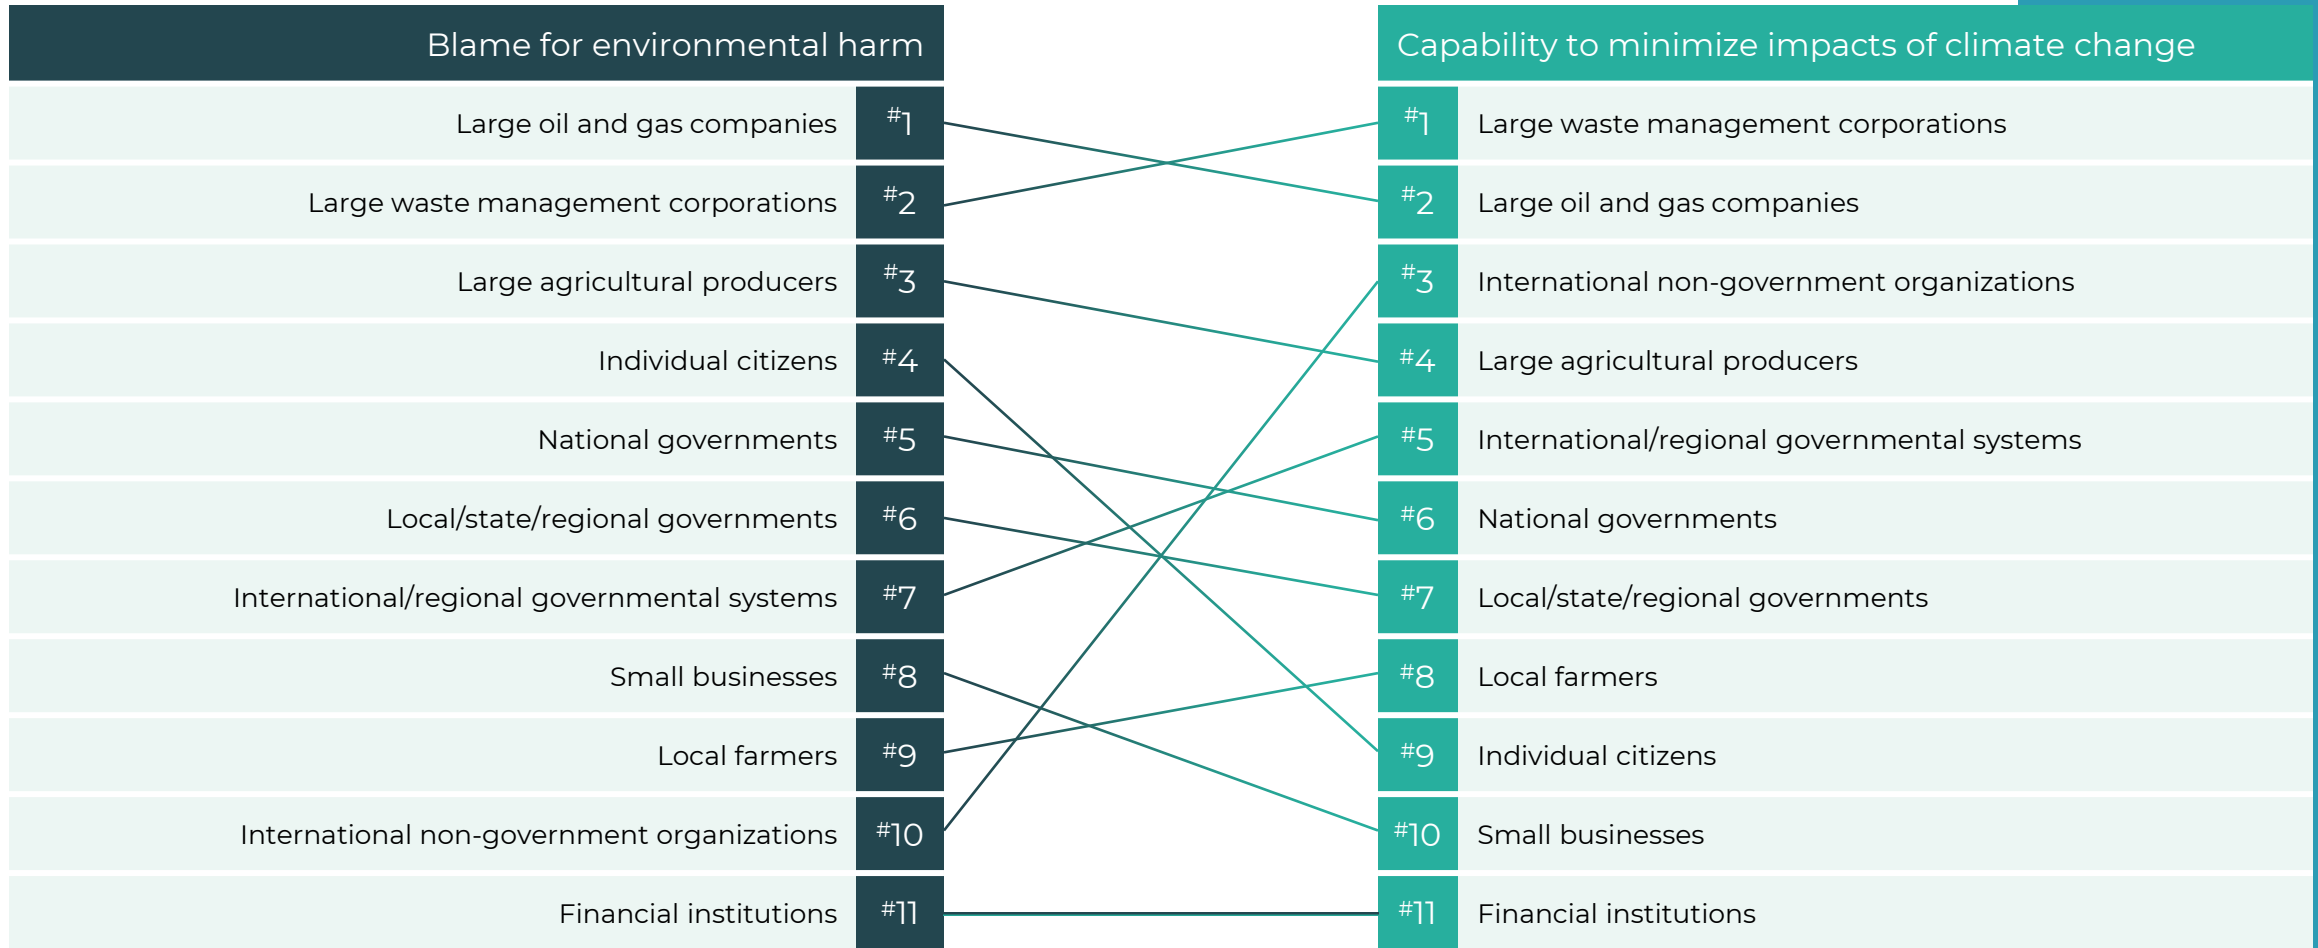 Blame for environmental harm
Large oil and gas companies #1
Large waste management corporations #2
Large agricultural producers #3
Individual citizens #4
National governments #5
Local/state/regional governments #6
International/regional governmental systems #7
Small businesses #8
Local farmers #9
International non-government organizations #10
Financial institutions #11
Capability to minimize impacts of climate change
#1 Large waste management corporations
#2 Large oil and gas companies
#3 International non-government organizations
#4 Large agricultural producers
#5 International/regional governmental systems
#6 National governments
#7 Local/state/regional governments
#8 Local farmers
#9 Individual citizens
#10 Small businesses
#11 Financial institutions